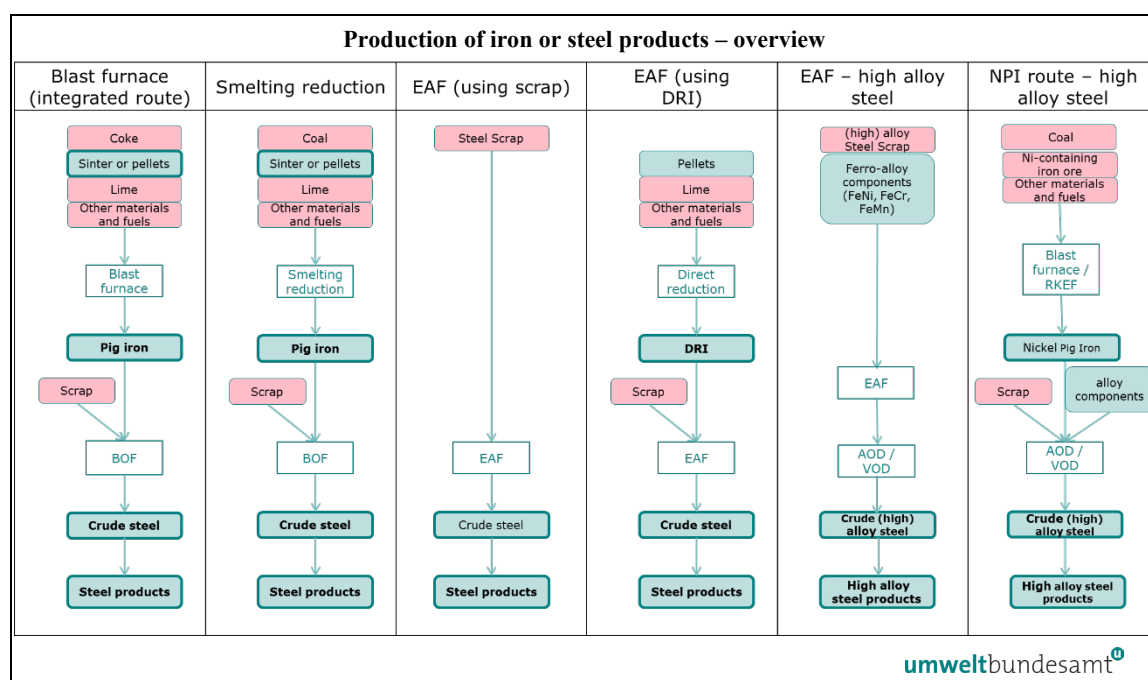 Production of iron or steel products – overview
Blast furnace
(integrated route)
Smelting reduction
EAF (using scrap)
EAF (using
DRI)
EAF – high alloy
steel
NPI route – high
alloy steel
Coke
Sinter or pellets
Lime
Other materials
and fuels
Blast
furnace
Pig iron
Scrap
BOF
Crude steel
Steel products
Coal
Sinter or pellets
Lime
Other materials
and fuels
Smelting
reduction
Pig iron
Scrap
BOF
Crude steel
Steel products
Steel Scrap
EAF
Crude steel
Steel products
Pellets
Lime
Other materials
and fuels
Direct
reduction
DRI
Scrap
EAF
Crude steel
Steel products
(high) alloy
Steel Scrap
Ferro-alloy
components
(FeNi, FeCr,
FeMn)
EAF
AOD /
VOD
Crude (high)
alloy steel
High alloy
steel products
Coal
Ni-containing
iron ore
Other materials
and fuels
Blast
furnace /
RKEF
Nickel Pig Iron
Scrap
alloy
components
AOD /
VOD
Crude (high)
alloy steel
High alloy steel
products
umweltbundesamt u